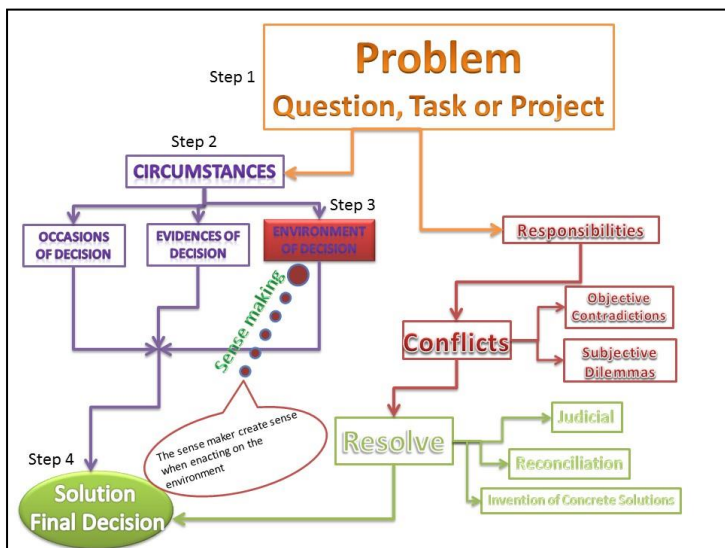 Step 1
Problem
Question, Task or Project
Step 2
CIRCUMSTANCES
Step 3
OCCASIONS
OF DECISION
EVIDENCES OF
DECISION
ENVIRONMENT
OF DECISION
Responsibilities
Sense making
Objective
Contradictions
Conflicts
Subjective
Dilemmas
The sense maker create sense
when enacting on the
environment
Resolve
Judicial
Reconciliation
Invention of Concrete Solutions
Step 4
Solution
Final Decision